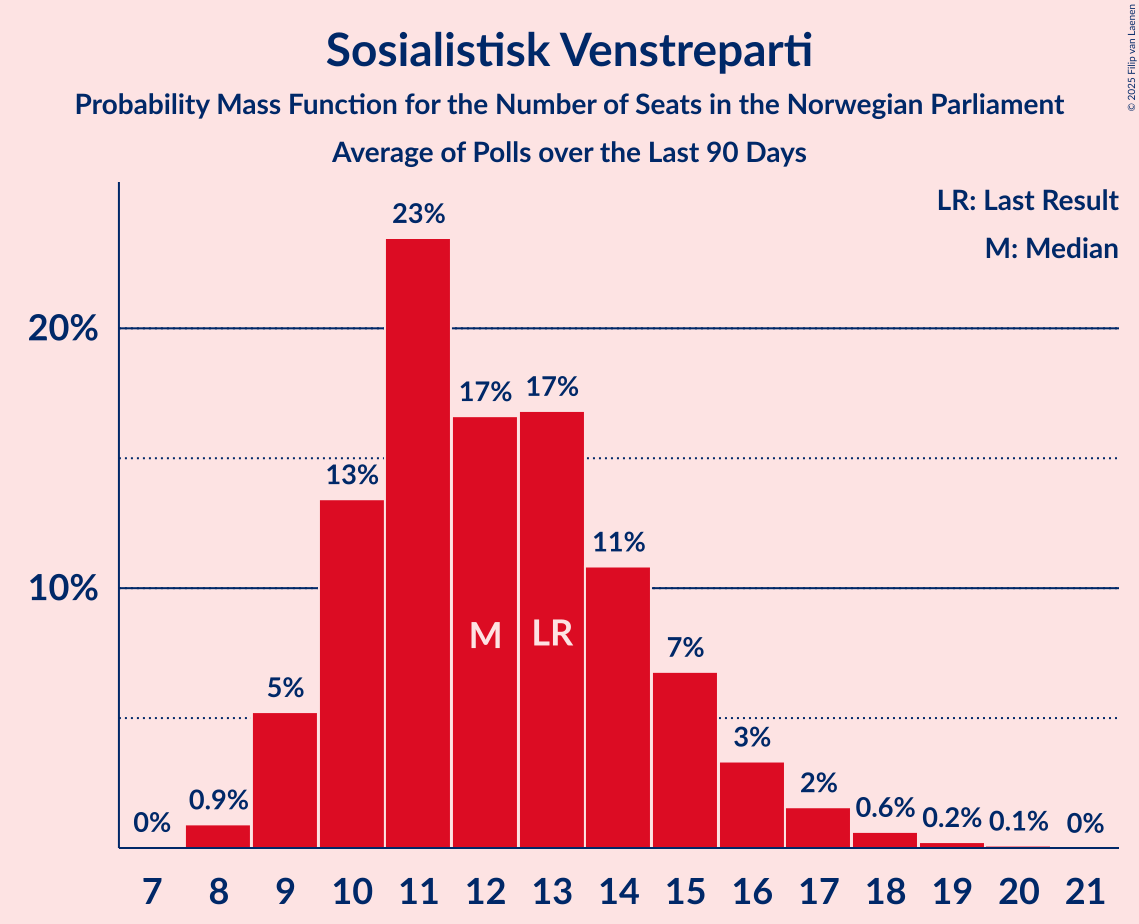 Sosialistisk Venstreparti
Probability Mass Function for the Number of Seats in the Norwegian Parliament
Average of Polls over the Last 90 Days
© 2025 Filip van Laenen
LR: Last Result
M: Median
20%
10%
0%
0.9%
5%
13%
23%
17%
17%
11%
7%
3%
2%
0.6%
0.2%
0.1%
0%
M
LR
7 8 9 10 11 12 13 14 15 16 17 18 19 20 21